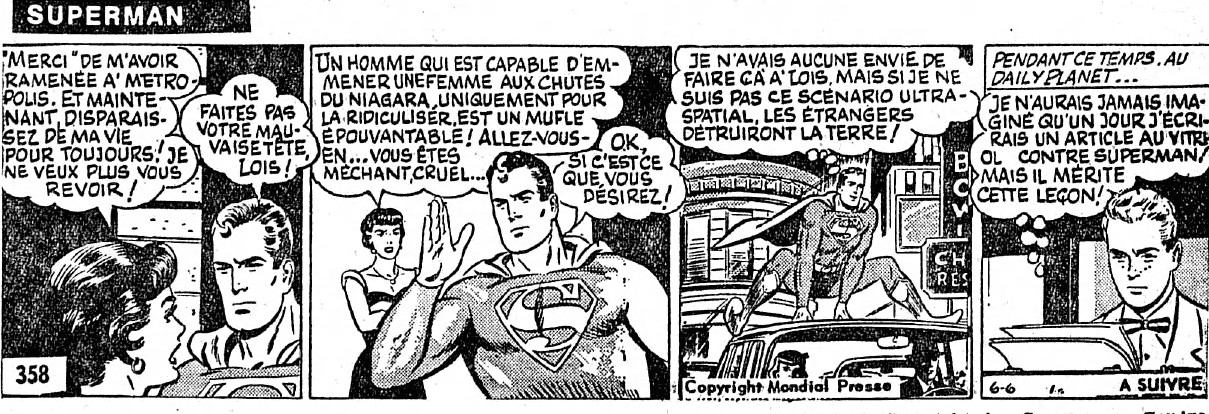 SUPERMAN
"MERCI" DE M'AVOIR
RAMENÉE A' METRO-
POLIS. ET MAINTE-
NANT, DISPARAIS-
SEZ DE MA VIE
POUR TOUJOURS! JE
NE VEUX PLUS VOUS
REVOIR!
NE
FAITES PAS
VOTRE MAU-
VAISE TÊTE,
LOIS!
358
UN HOMME QUI EST CAPABLE D'EM-
MENER UNE FEMME AUX CHUTES
DU NIAGARA, UNIQUEMENT POUR
LA RIDICULISER, EST UN MUFLE
ÉPOUVANTABLE! ALLEZ-VOUS-
EN... VOUS ÊTES
MÉCHANT, CRUEL...
OK,
SI C'EST CE
QUE VOUS
DÉSIREZ!
S
JE N'AVAIS AUCUNE ENVIE DE
FAIRE ÇA A' LOIS, MAIS SI JE NE
SUIS PAS CE SCÉNARIO ULTRA-
SPATIAL, LES ÉTRANGERS
DÉTRUIRONT LA TERRE!
BOW
CH
RES
Copyright Mondial Presse
PENDANT CE TEMPS, AU
DAILY PLANET...
JE N'AURAIS JAMAIS IMA-
GINÉ QU'UN JOUR J'ÉCRI-
RAIS UN ARTICLE AU VITRI
OL CONTRE SUPERMAN!
MAIS IL MÉRITE
CETTE LEÇON!
6-6
A SUIVRE